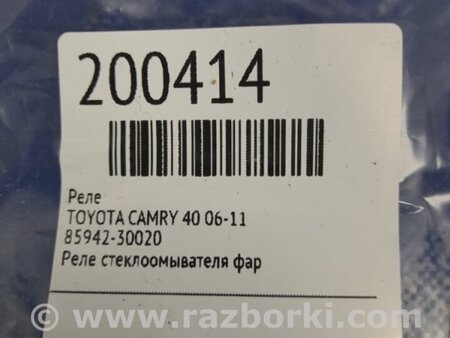 200414
Реле
TOYOTA CAMRY 40 06-11
85942-30020
Реле стеклоомывателя фар
www.razborki.com